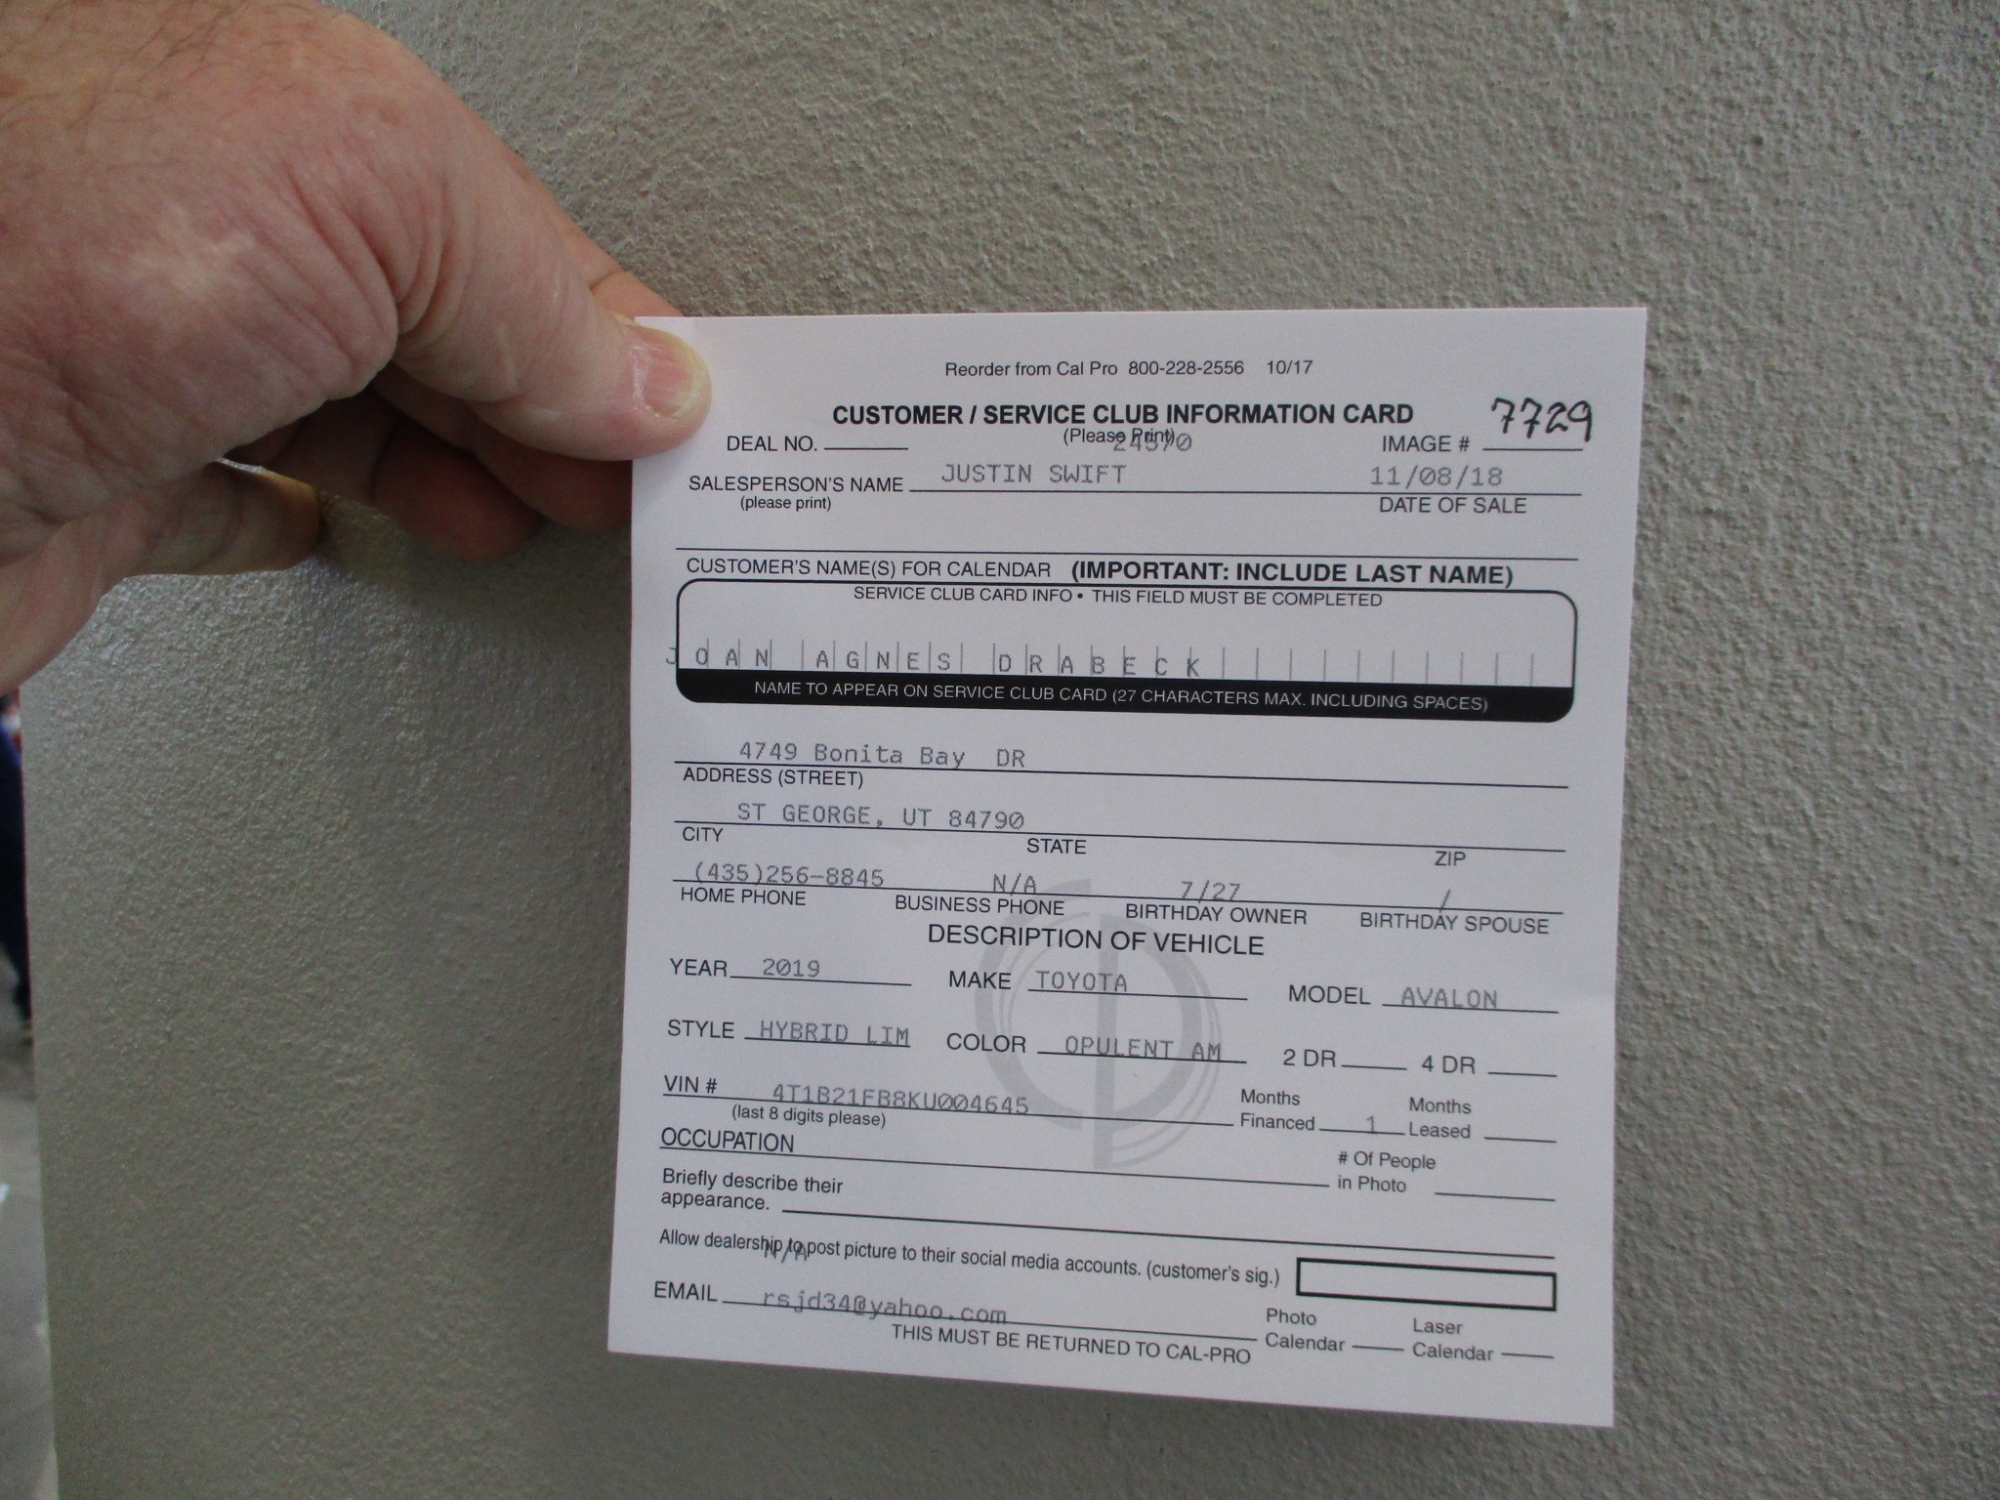 Reorder from Cal Pro 800-228-2556 10/17
CUSTOMER / SERVICE CLUB INFORMATION CARD
7729
(Please Print)
DEAL NO. 24570 IMAGE #
SALESPERSON'S NAME JUSTIN SWIFT 11/08/18
(please print) DATE OF SALE
CUSTOMER'S NAME(S) FOR CALENDAR (IMPORTANT: INCLUDE LAST NAME)
SERVICE CLUB CARD INFO • THIS FIELD MUST BE COMPLETED
JOAN AGNES DRABECK
NAME TO APPEAR ON SERVICE CLUB CARD (27 CHARACTERS MAX. INCLUDING SPACES)
4749 Bonita Bay DR
ADDRESS (STREET)
ST GEORGE, UT 84790
CITY STATE ZIP
(435)256-8845 N/A 7/27 /
HOME PHONE BUSINESS PHONE BIRTHDAY OWNER BIRTHDAY SPOUSE
DESCRIPTION OF VEHICLE
YEAR 2019 MAKE TOYOTA MODEL AVALON
STYLE HYBRID LIM COLOR OPULENT AM 2 DR 4 DR
VIN # 4T1B21FB8KU004645 Months Months
(last 8 digits please) Financed 1 Leased
OCCUPATION # Of People
in Photo
Briefly describe their
appearance.
Allow dealership to post picture to their social media accounts. (customer's sig.)
N/A
EMAIL rsjd34@yahoo.com Photo Laser
Calendar Calendar
THIS MUST BE RETURNED TO CAL-PRO